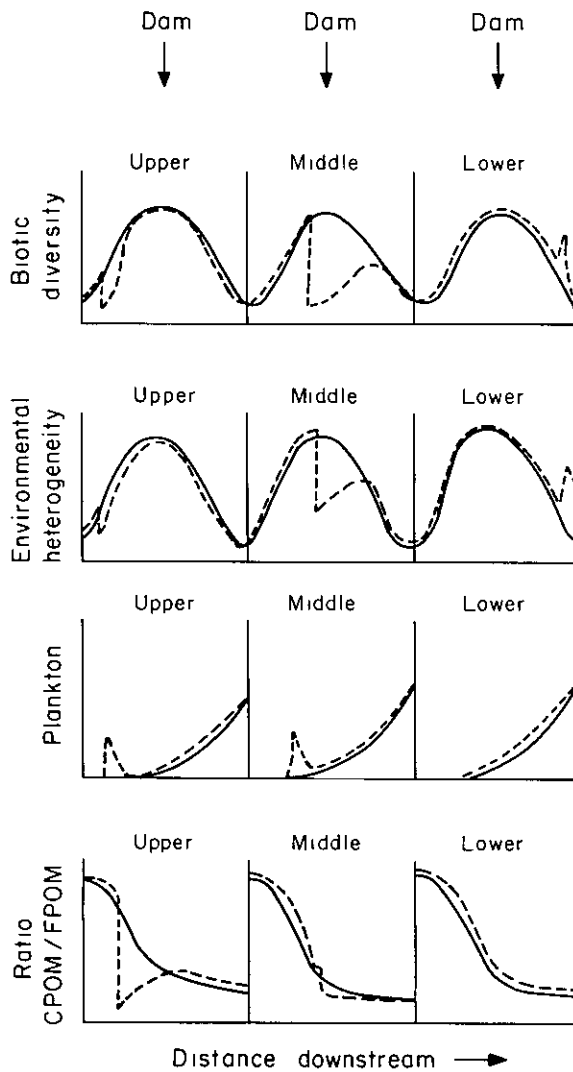 Dam Dam Dam
Upper Middle Lower
Biotic
diversity
Upper Middle Lower
Environmental
heterogeneity
Upper Middle Lower
Plankton
Upper Middle Lower
Ratio
CPOM / FPOM
Distance downstream